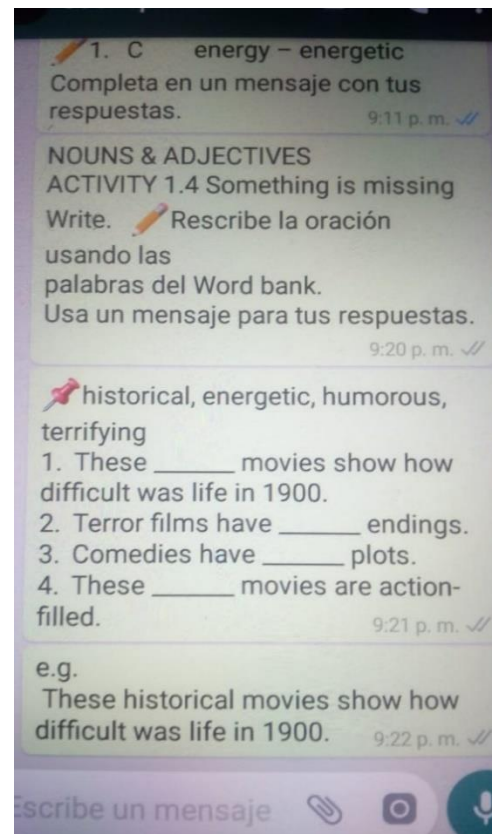 1. C energy – energetic
Completa en un mensaje con tus
respuestas.
9:11 p. m.
NOUNS & ADJECTIVES
ACTIVITY 1.4 Something is missing
Write. Rescribe la oración
usando las
palabras del Word bank.
Usa un mensaje para tus respuestas.
9:20 p. m.
historical, energetic, humorous,
terrifying
1. These ______ movies show how
difficult was life in 1900.
2. Terror films have ______ endings.
3. Comedies have ______ plots.
4. These ______ movies are action-
filled.
9:21 p. m.
e.g.
These historical movies show how
difficult was life in 1900.
9:22 p. m.
Escribe un mensaje